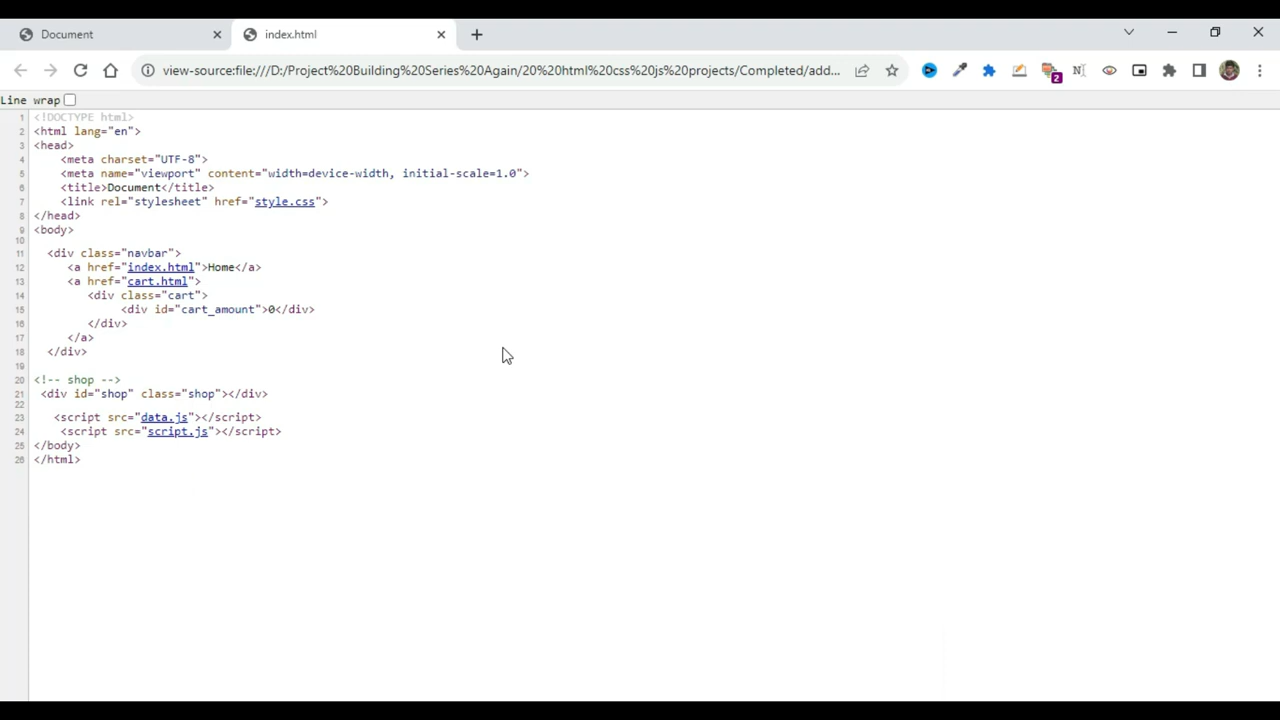 Document
index.html
view-sourcefile:///D:/Project%20Building%20Series%20Again/20%20html%20css%20js%20projects/Completed/add...
2
N
Line wrap
1 <!DOCTYPE html>
2 <html lang="en">
3 <head>
4 <meta charset="UTF-8">
5 <meta name="viewport" content="width=device-width, initial-scale=1.0">
6 <title>Document</title>
7 <link rel="stylesheet" href="style.css">
8 </head>
9 <body>
10
11 <div class="navbar">
12 <a href="index.html">Home</a>
13 <a href="cart.html">
14 <div class="cart">
15 <div id="cart_amount">0</div>
16 </div>
17 </a>
18 </div>
19
20 <!-- shop -->
21 <div id="shop" class="shop"></div>
22
23 <script src="data.js"></script>
24 <script src="script.js"></script>
25 </body>
26 </html>